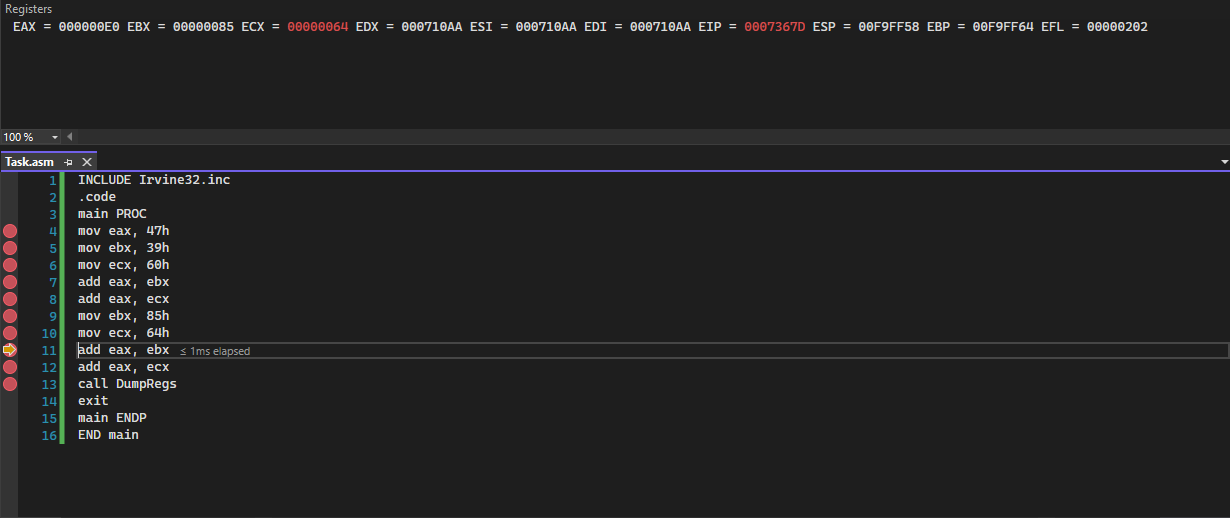 Registers
EAX = 000000E0 EBX = 00000085 ECX = 00000064 EDX = 000710AA ESI = 000710AA EDI = 000710AA EIP = 0007367D ESP = 00F9FF58 EBP = 00F9FF64 EFL = 00000202
100 %
Task.asm
1 INCLUDE Irvine32.inc
2 .code
3 main PROC
4 mov eax, 47h
5 mov ebx, 39h
6 mov ecx, 60h
7 add eax, ebx
8 add eax, ecx
9 mov ebx, 85h
10 mov ecx, 64h
11 add eax, ebx ≤ 1ms elapsed
12 add eax, ecx
13 call DumpRegs
14 exit
15 main ENDP
16 END main